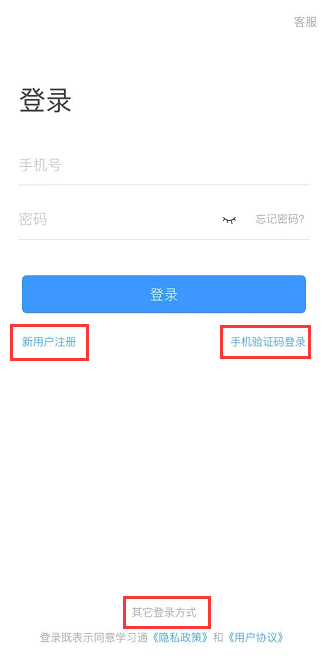 客服
登录
手机号
密码
忘记密码?
登录
新用户注册
手机验证码登录
其它登录方式
登录既表示同意学习通《隐私政策》和《用户协议》